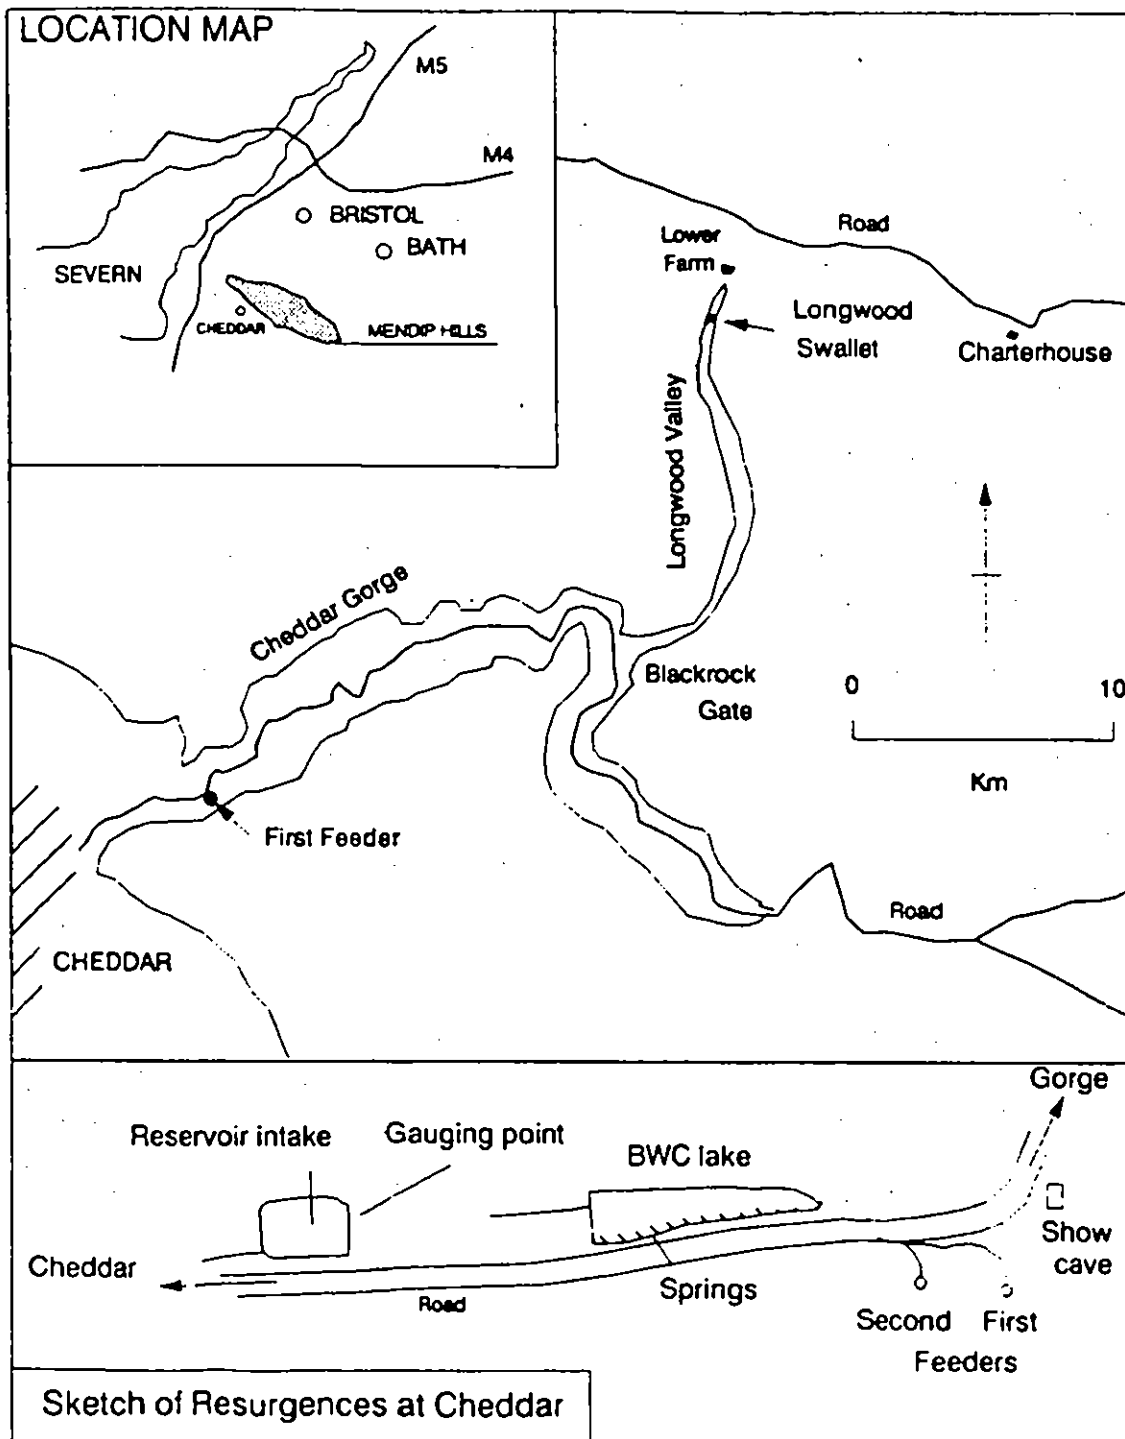 LOCATION MAP
M5
M4
BRISTOL
BATH
SEVERN
CHEDDAR
MENDIP HILLS
Road
Lower
Farm
Longwood
Swallet
Charterhouse
Longwood Valley
Cheddar Gorge
Blackrock
Gate
0
10
Km
First Feeder
Road
CHEDDAR
Gorge
Reservoir intake
Gauging point
BWC lake
Show
cave
Cheddar
Road
Springs
Second
First
Feeders
Sketch of Resurgences at Cheddar